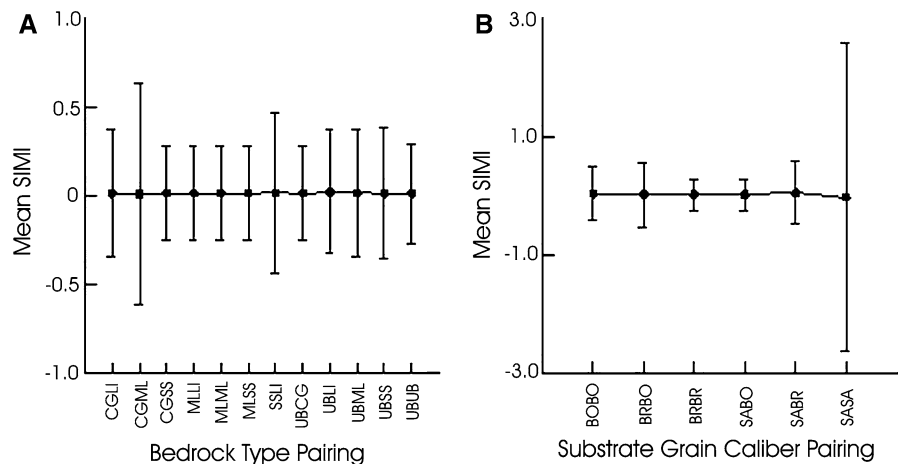 A
Mean SIMI
1.0
0.5
0
-0.5
-1.0
CGLI
CGML
CGSS
MLLI
MLML
MLSS
SSLI
UBCG
UBLI
UBML
UBSS
UBUB
Bedrock Type Pairing
B
Mean SIMI
3.0
1.0
-1.0
-3.0
BOBO
BRBO
BRBR
SABO
SABR
SASA
Substrate Grain Caliber Pairing